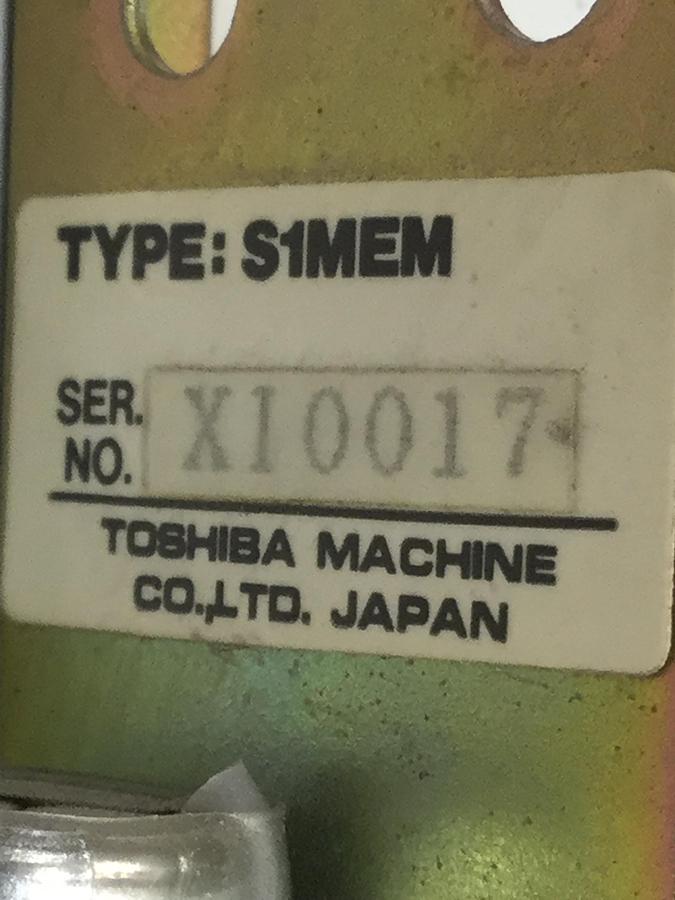 TYPE: S1MEM
SER. NO. XI0017
TOSHIBA MACHINE
CO.,LTD. JAPAN